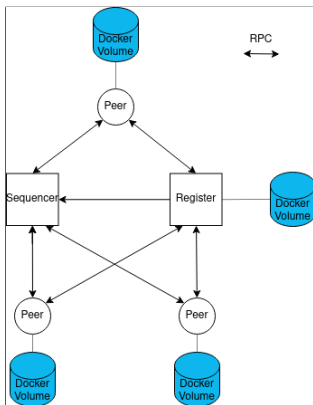 Docker
Volume
RPC
Peer
Sequencer
Register
Docker
Volume
Peer
Peer
Docker
Volume
Docker
Volume